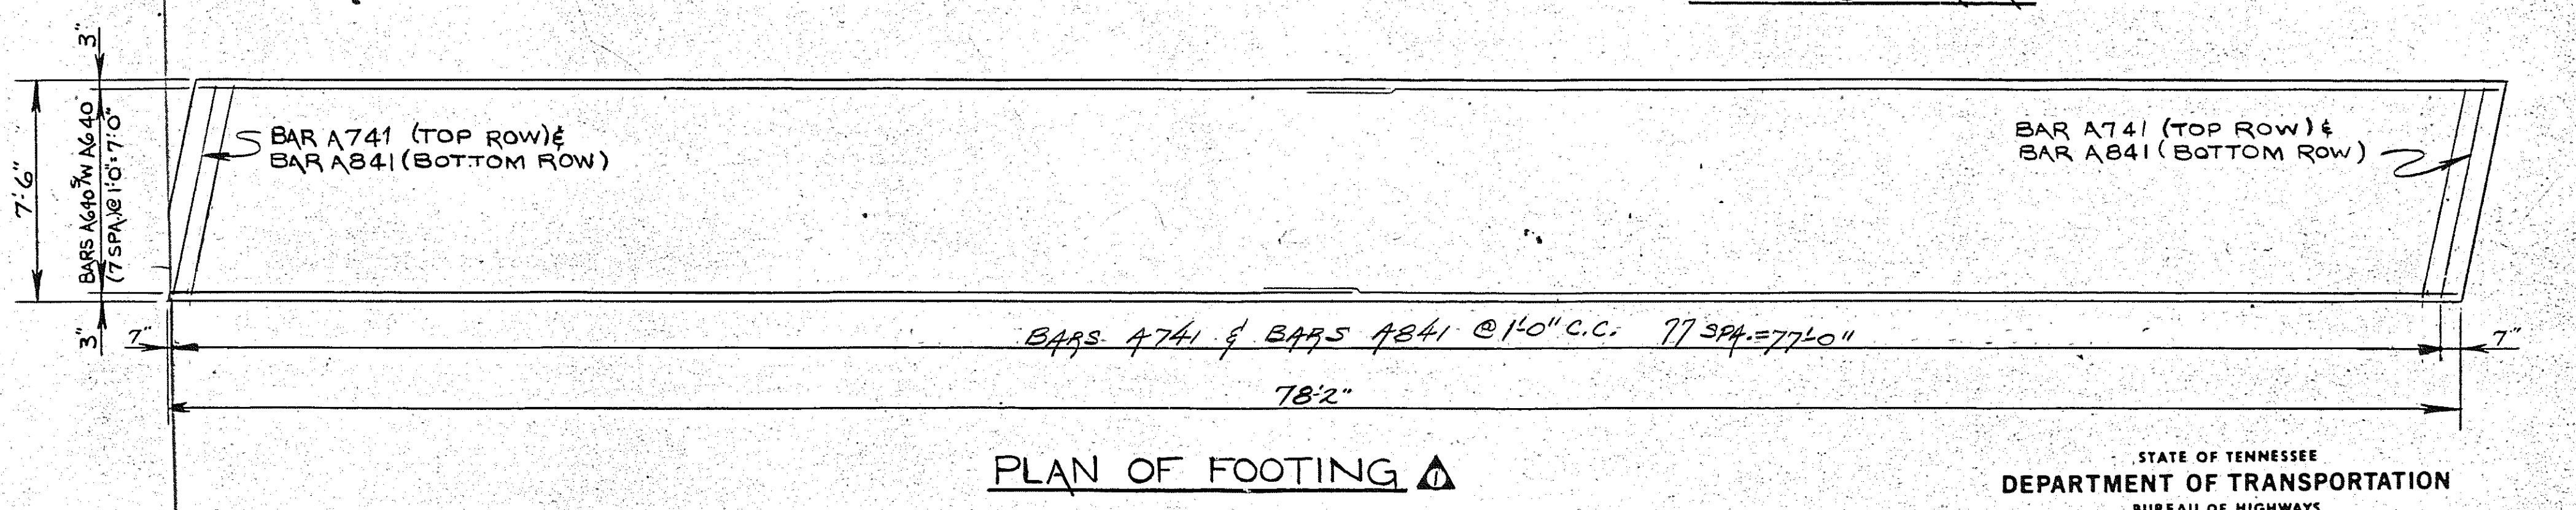 3"
7'-6"
BARS A640 S/W A640
(7 SPA.)@ 1'-0"=7'-0"
3"
BAR A741 (TOP ROW) &
BAR A841 (BOTTOM ROW)
BAR A741 (TOP ROW) &
BAR A841 (BOTTOM ROW)
7"
BARS A741 & BARS A841 @ 1'-0" C.C. 77 SPA.=77'-0"
7"
78'-2"
PLAN OF FOOTING 1
STATE OF TENNESSEE
DEPARTMENT OF TRANSPORTATION
BUREAU OF HIGHWAYS